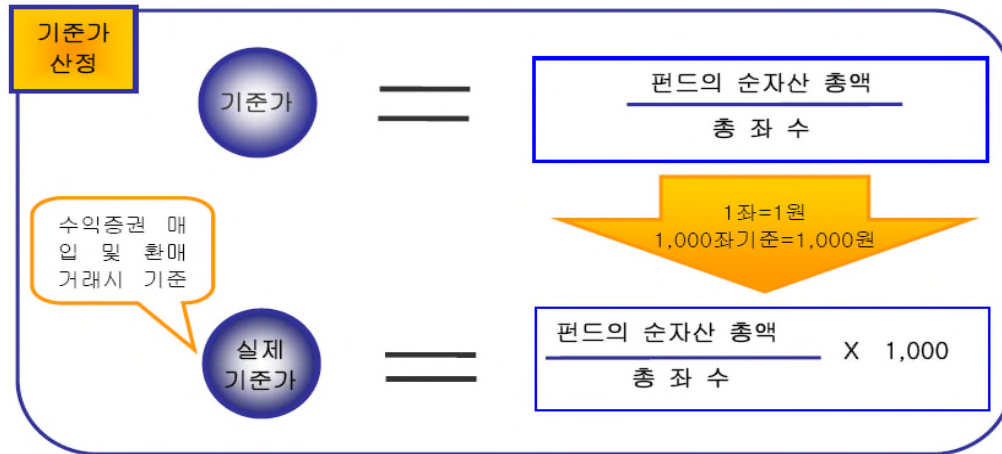 기준가
산정
기준가
펀드의 순자산 총액
총 좌 수
1좌=1원
1,000좌기준=1,000원
수익증권 매
입 및 환매
거래시 기준
실제
기준가
펀드의 순자산 총액
총 좌 수
X 1,000